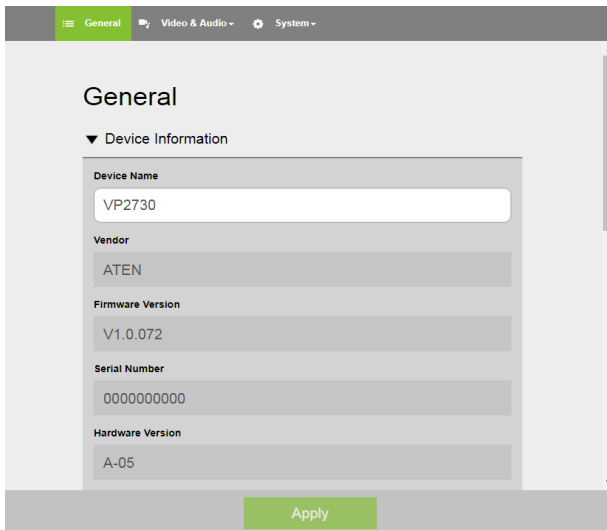 General Video & Audio System
General
Device Information
Device Name
VP2730
Vendor
ATEN
Firmware Version
V1.0.072
Serial Number
0000000000
Hardware Version
A-05
Apply